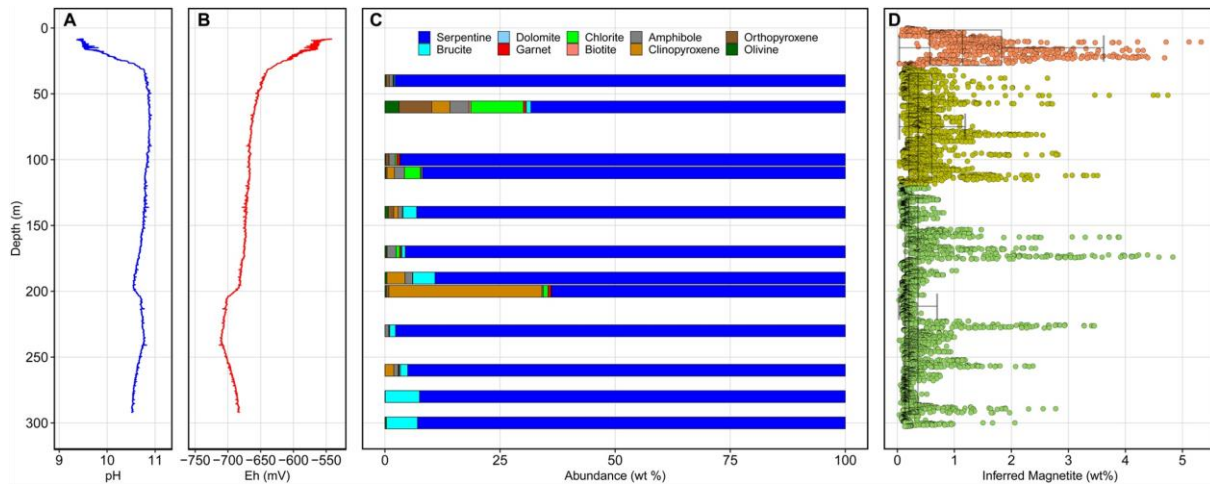 A
B
C
D
0
50
100
150
200
250
300
Depth (m)
9 10 11
pH
−750 −700 −650 −600 −550
Eh (mV)
Serpentine Dolomite Chlorite Amphibole Orthopyroxene
Brucite Garnet Biotite Clinopyroxene Olivine
0 25 50 75 100
Abundance (wt %)
0 1 2 3 4 5
Inferred Magnetite (wt%)